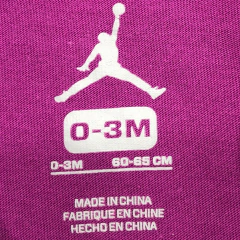 0-3M
0-3M 60-65 CM
MADE IN CHINA
FABRIQUE EN CHINE
HECHO EN CHINA